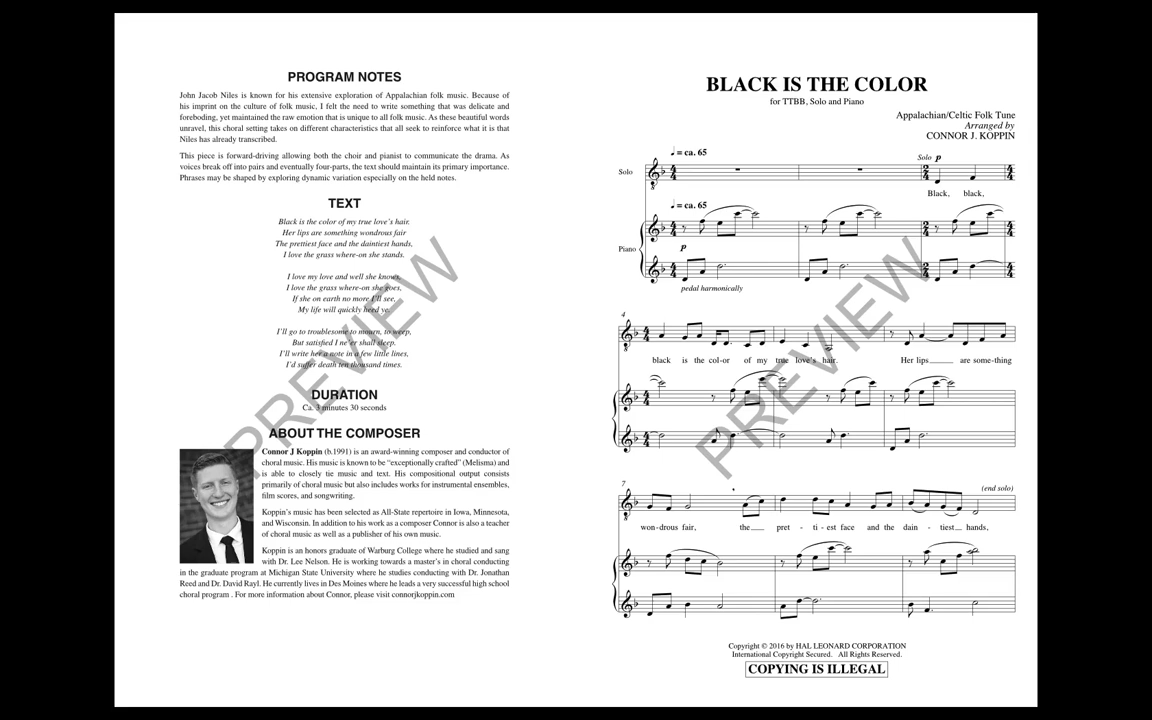 PROGRAM NOTES
John Jacob Niles is known for his extensive exploration of Appalachian folk music. Because of
his imprint on the culture of folk music, I felt the need to write something that was delicate and
foreboding, yet maintained the raw emotion that is unique to all folk music. As these beautiful words
unravel, this choral setting takes on different characteristics that all seek to reinforce what it is that
Niles has already transcribed.
This piece is forward-driving allowing both the choir and pianist to communicate the drama. As
voices break off into pairs and eventually four-parts, the text should maintain its primary importance.
Phrases may be shaped by exploring dynamic variation especially on the held notes.
TEXT
Black is the color of my true love's hair.
Her lips are something wondrous fair
The prettiest face and the daintiest hands,
I love the grass where-on she stands.
I love my love and well she knows,
I love the grass where-on she goes,
If she on earth no more I'll see,
My life will quickly heed ye.
I'll go to troublesome to mourn, to weep,
But satisfied I ne'er shall sleep.
I'll write her a note in a few little lines,
I'd suffer death ten thousand times.
DURATION
Ca. 3 minutes 30 seconds
ABOUT THE COMPOSER
Connor J Koppin (b.1991) is an award-winning composer and conductor of
choral music. His music is known to be “exceptionally crafted” (Melisma) and
is able to closely tie music and text. His compositional output consists
primarily of choral music but also includes works for instrumental ensembles,
film scores, and songwriting.
Koppin's music has been selected as All-State repertoire in Iowa, Minnesota,
and Wisconsin. In addition to his work as a composer Connor is also a teacher
of choral music as well as a publisher of his own music.
Koppin is an honors graduate of Warburg College where he studied and sang
with Dr. Lee Nelson. He is working towards a master's in choral conducting
in the graduate program at Michigan State University where he studies conducting with Dr. Jonathan
Reed and Dr. David Rayl. He currently lives in Des Moines where he leads a very successful high school
choral program . For more information about Connor, please visit connorjkoppin.com
PREVIEW
BLACK IS THE COLOR
for TTBB, Solo and Piano
Appalachian/Celtic Folk Tune
Arranged by
CONNOR J. KOPPIN
♩ = ca. 65
Solo p
Solo
Black, black,
♩ = ca. 65
Piano
p
pedal harmonically
4
black is the col-or of my true love's hair. Her lips are some-thing
7
(end solo)
won-drous fair, the pret - ti - est face and the dain - tiest hands,
PREVIEW
Copyright © 2016 by HAL LEONARD CORPORATION
International Copyright Secured. All Rights Reserved.
COPYING IS ILLEGAL